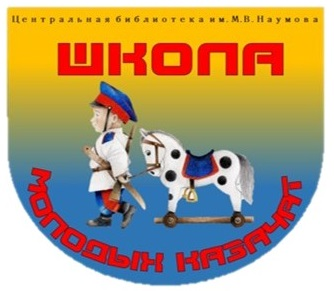 Центральная библиотека им. М.В. Наумова
ШКОЛА
МОЛОДЫХ КАЗАЧАТ